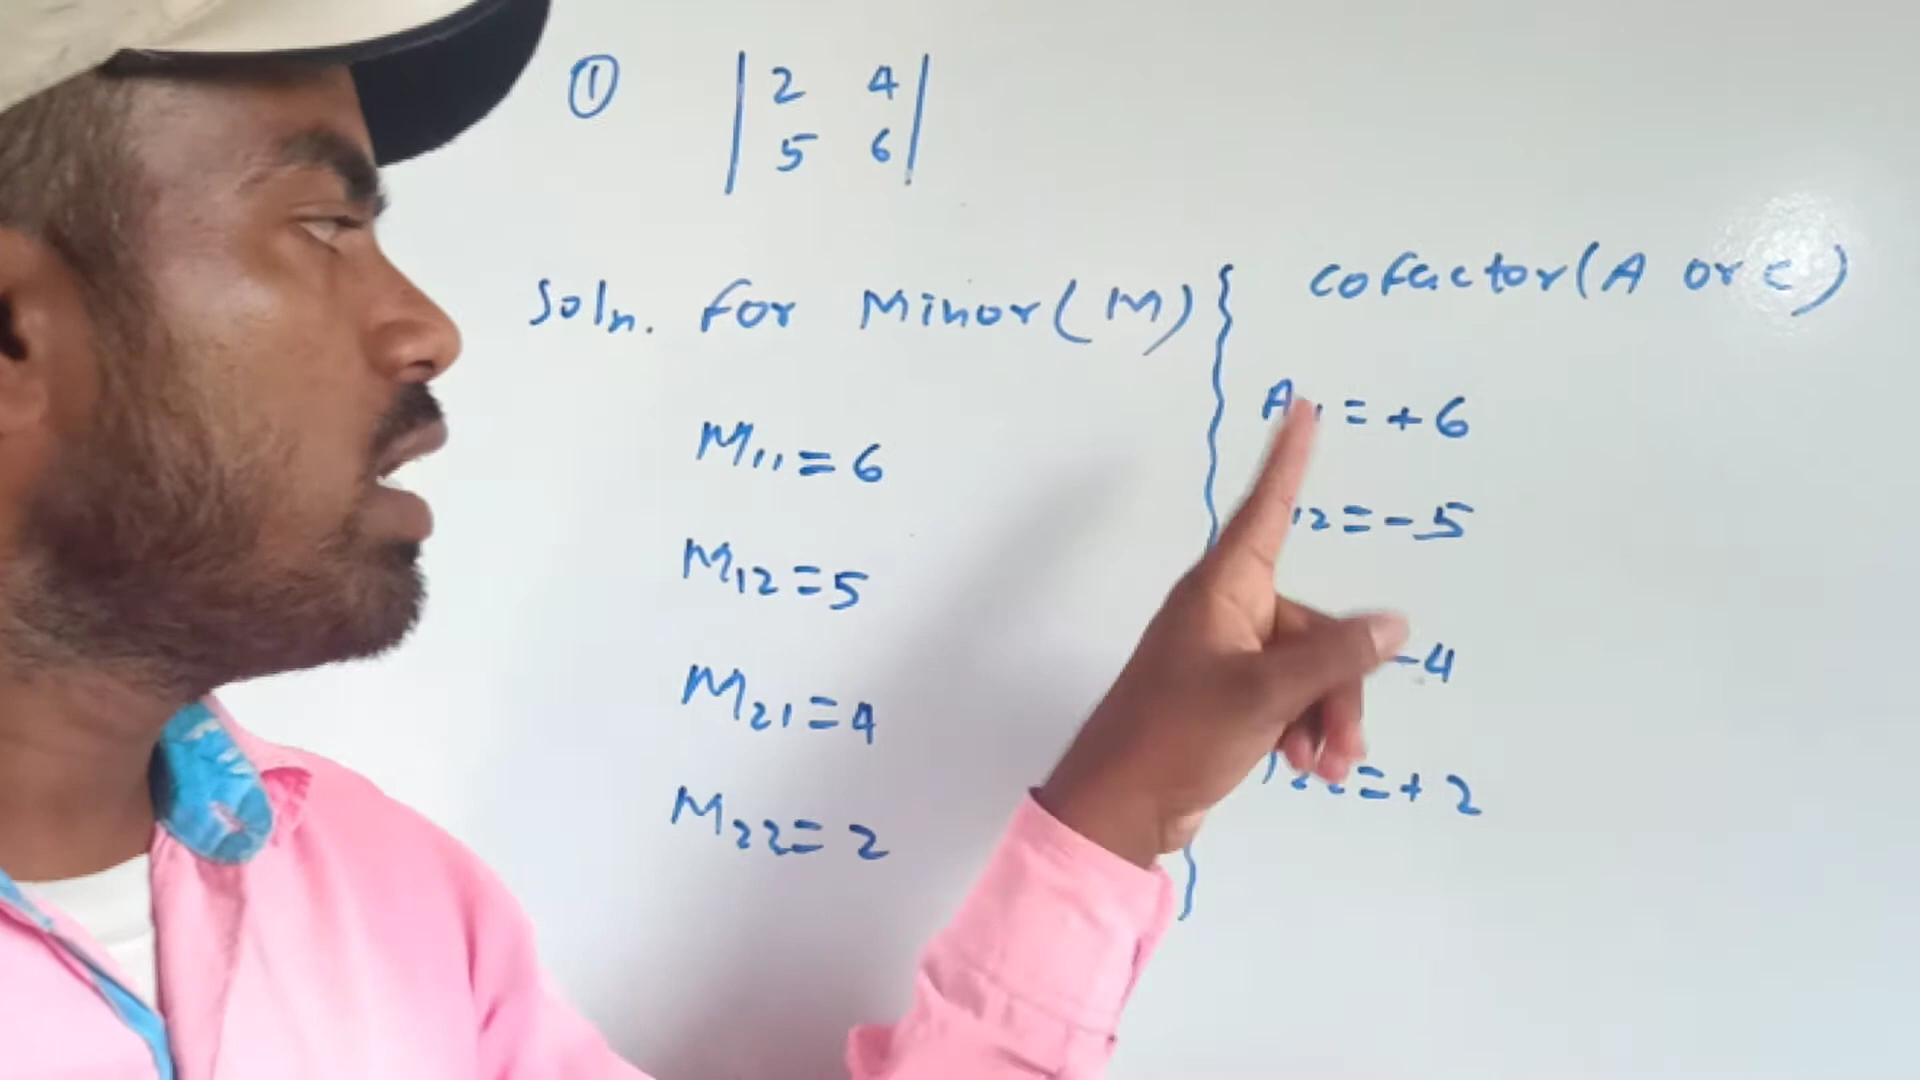 ① | 2 4 |
| 5 6 |
Soln. For Minor (M)
M₁₁ = 6
M₁₂ = 5
M₂₁ = 4
M₂₂ = 2
cofactor (A or c)
A₁₁ = + 6
₁₂ = - 5
- 4
₂₂ = + 2